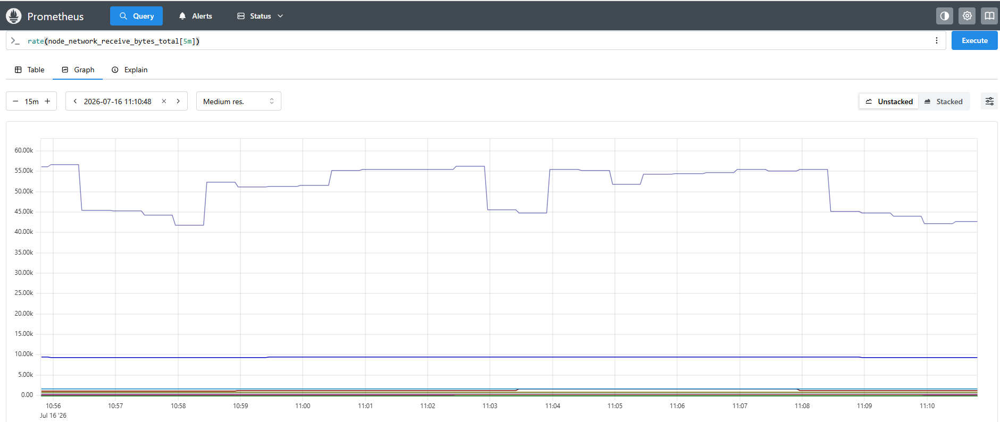 Prometheus Query Alerts Status
rate(node_network_receive_bytes_total[5m])
Execute
Table Graph Explain
15m 2026-07-16 11:10:48 Medium res. Unstacked Stacked
60.00k
55.00k
50.00k
45.00k
40.00k
35.00k
30.00k
25.00k
20.00k
15.00k
10.00k
5.00k
0.00
10:56 10:57 10:58 10:59 11:00 11:01 11:02 11:03 11:04 11:05 11:06 11:07 11:08 11:09 11:10
Jul 16 '26